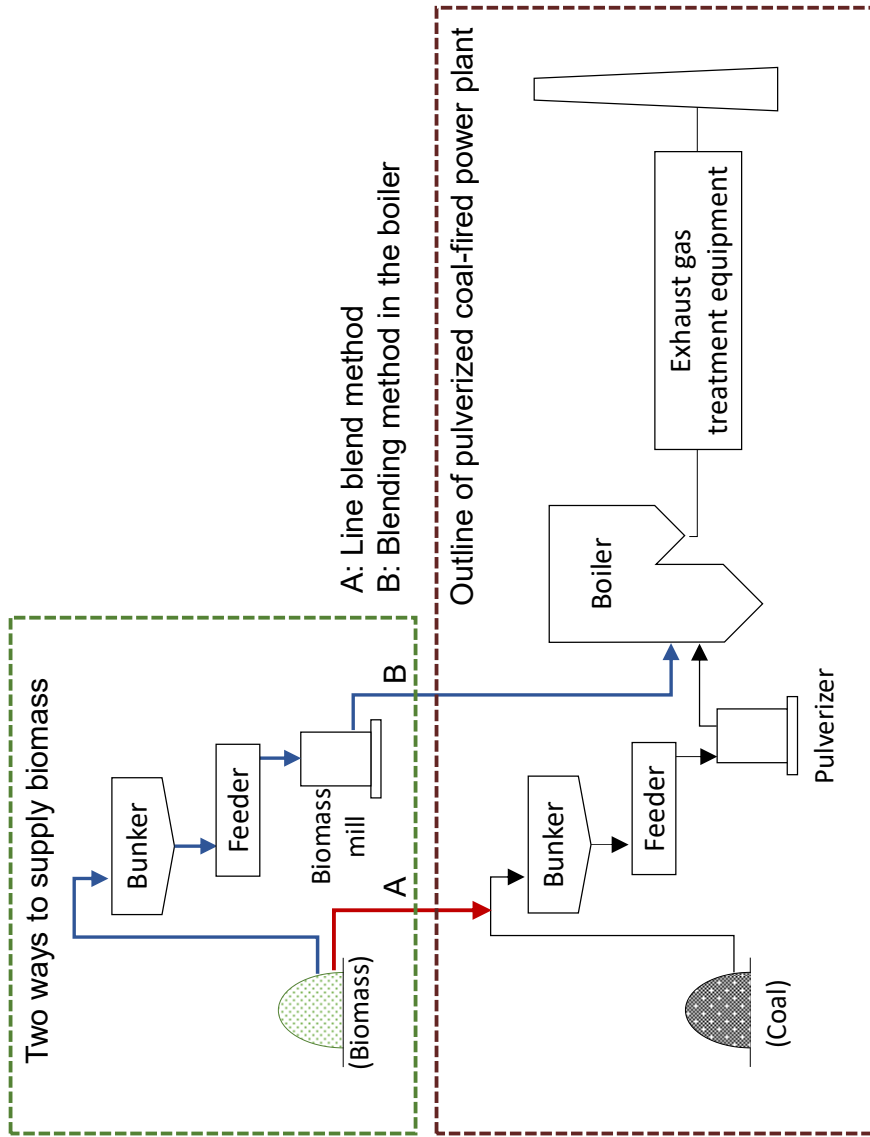 Two ways to supply biomass
Bunker
Feeder
Biomass
mill
(Biomass)
A
B
A: Line blend method
B: Blending method in the boiler
Outline of pulverized coal-fired power plant
Bunker
Feeder
Pulverizer
(Coal)
Boiler
Exhaust gas
treatment equipment